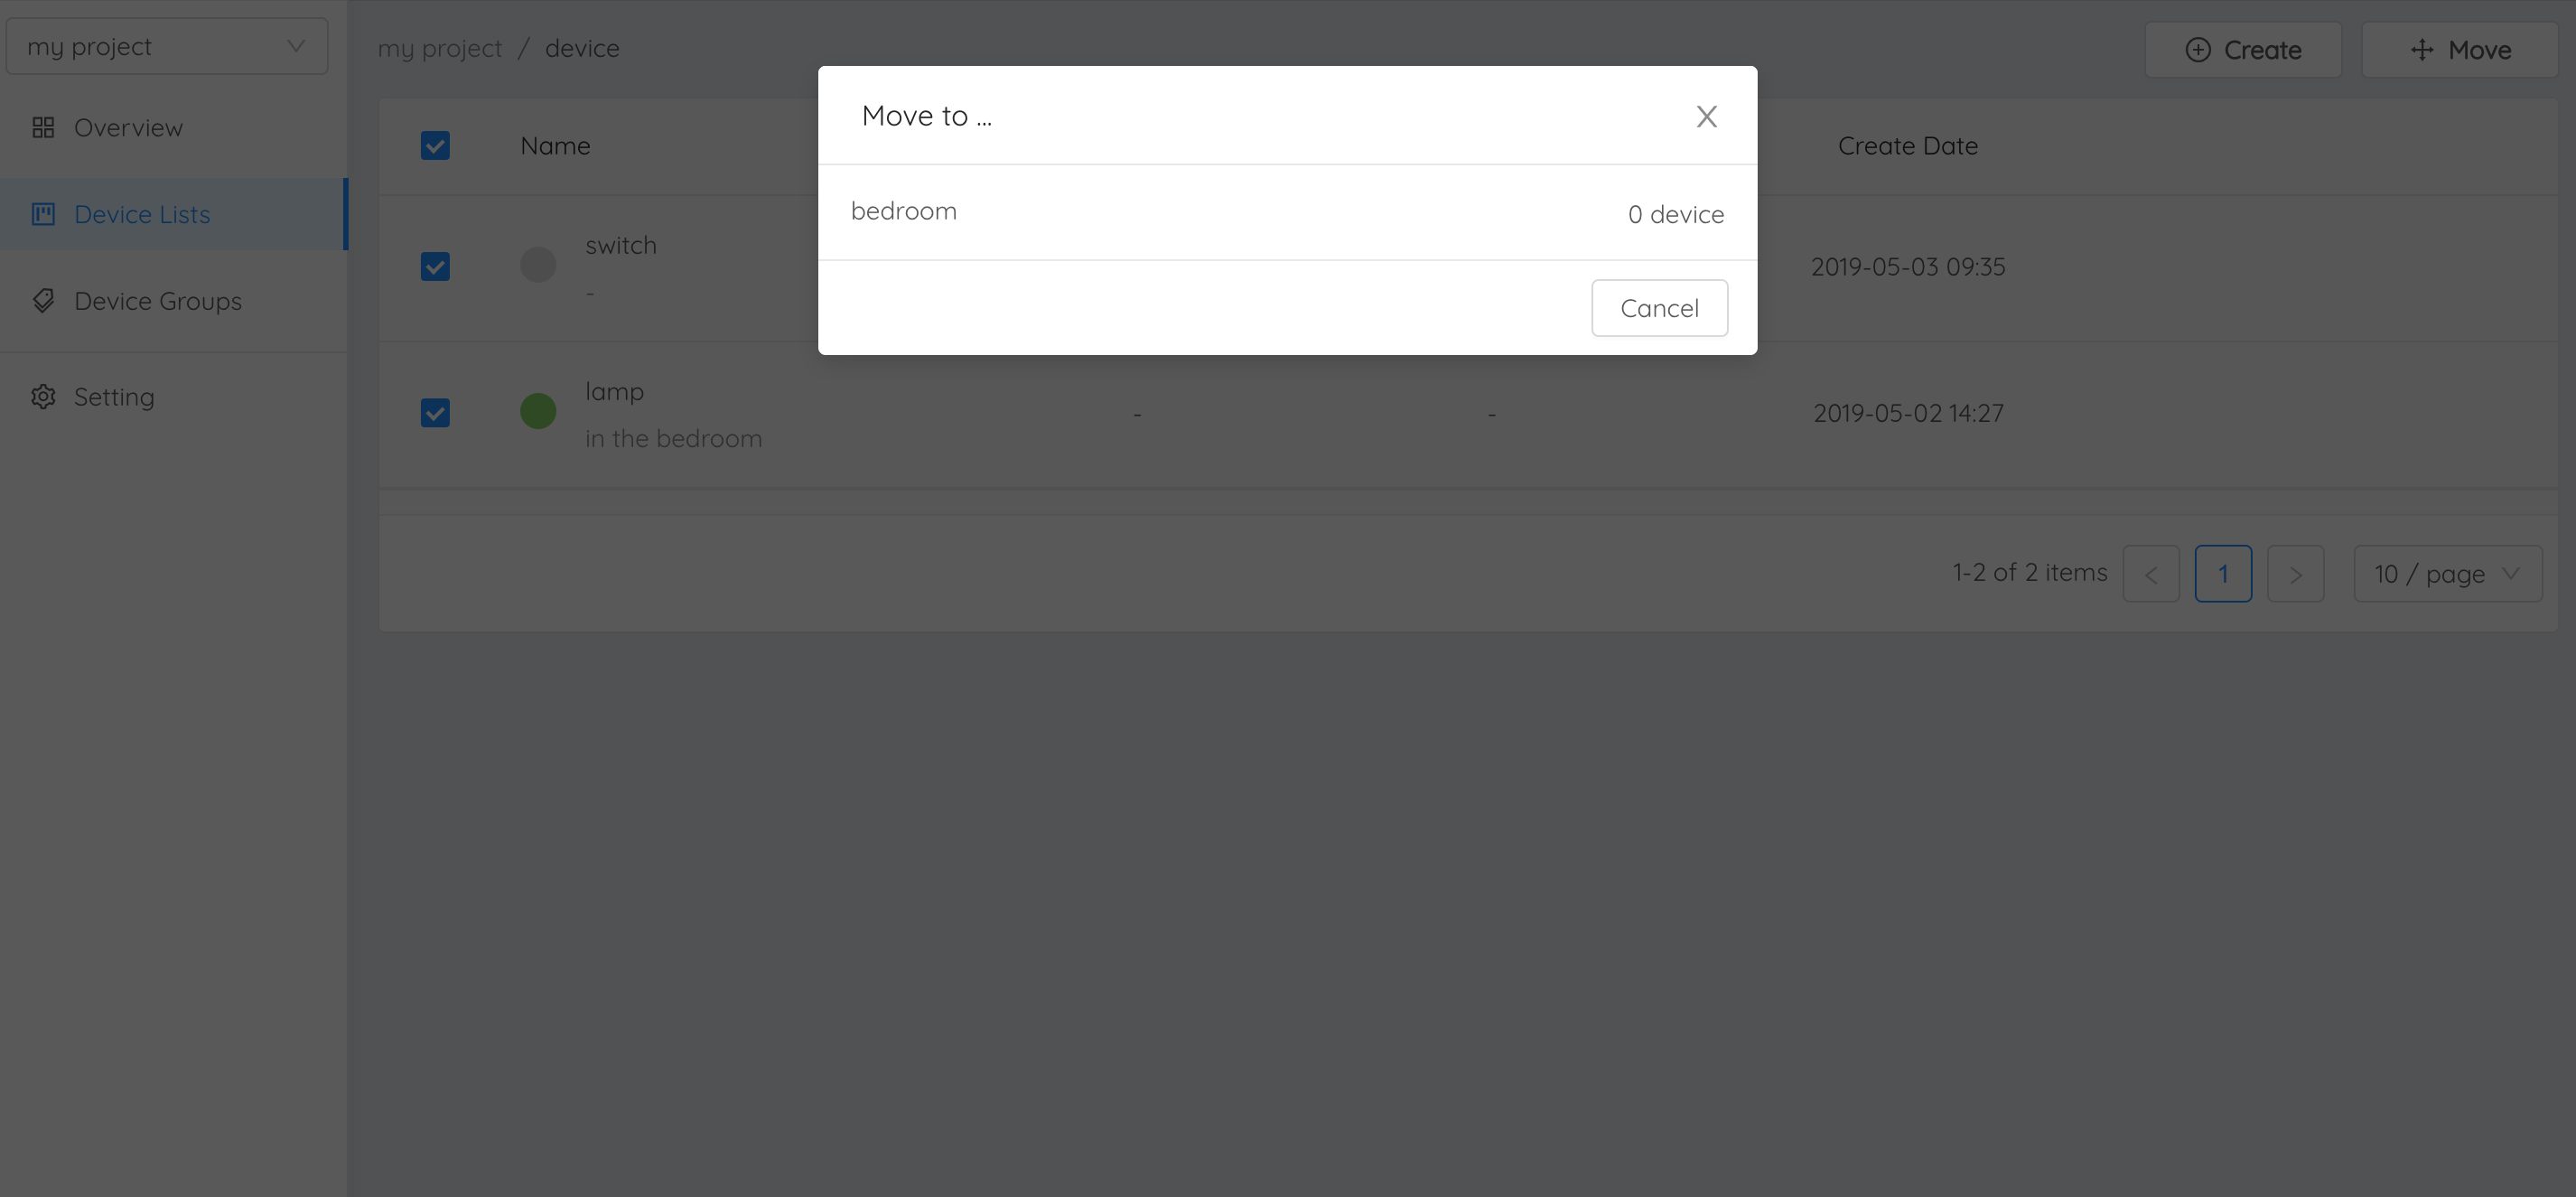 my project
my project / device
Create
Move
Overview
Device Lists
Device Groups
Setting
Move to ...
bedroom
0 device
Cancel
Name
Create Date
switch
-
2019-05-03 09:35
lamp
in the bedroom
-
-
2019-05-02 14:27
1-2 of 2 items
<
1
>
10 / page